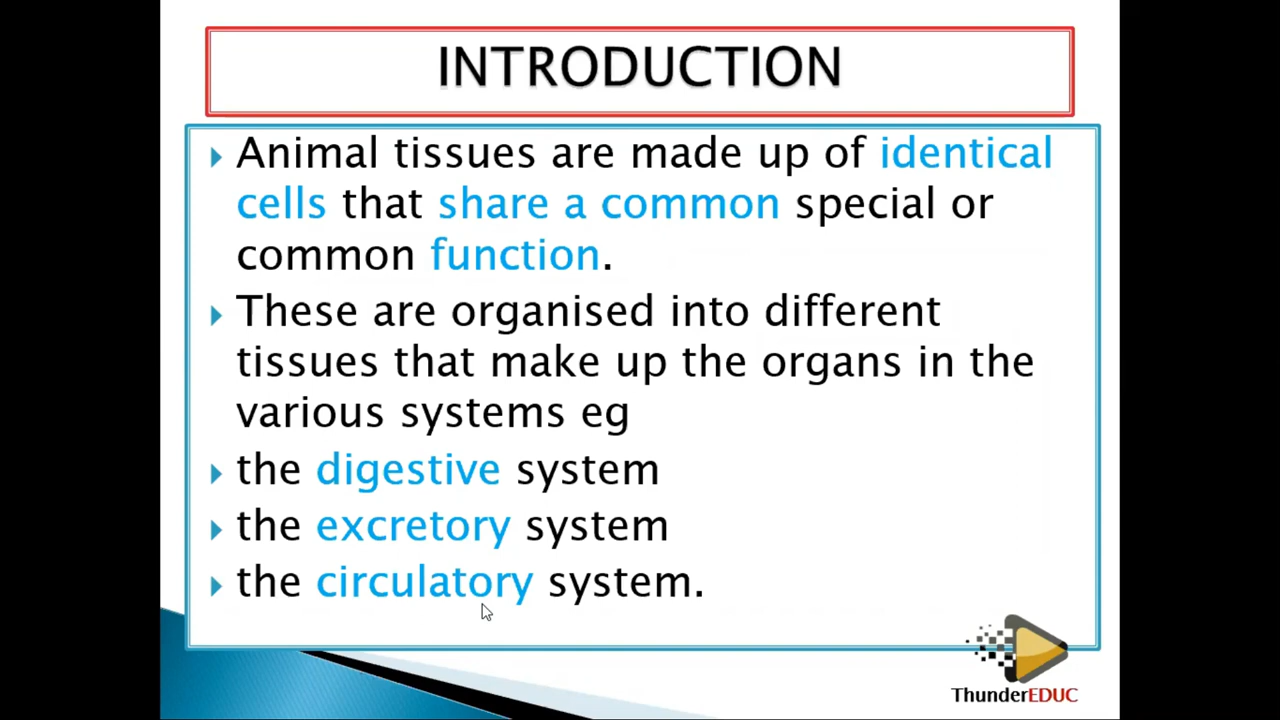 INTRODUCTION
Animal tissues are made up of identical
cells that share a common special or
common function.
These are organised into different
tissues that make up the organs in the
various systems eg
the digestive system
the excretory system
the circulatory system.
ThunderEDUC